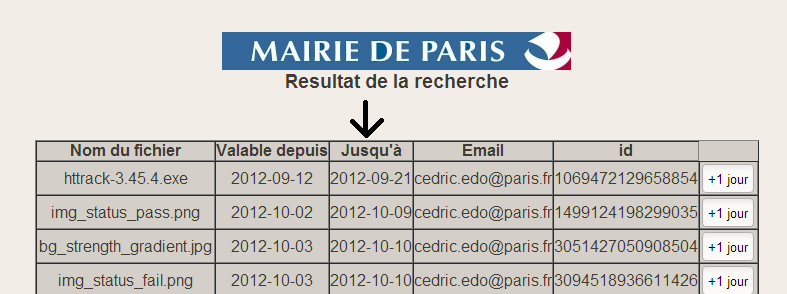 MAIRIE DE PARIS
Resultat de la recherche
Nom du fichier Valable depuis Jusqu'à Email id
httrack-3.45.4.exe 2012-09-12 2012-09-21 cedric.edo@paris.fr 1069472129658854 +1 jour
img_status_pass.png 2012-10-02 2012-10-09 cedric.edo@paris.fr 1499124198299035 +1 jour
bg_strength_gradient.jpg 2012-10-03 2012-10-10 cedric.edo@paris.fr 3051427050908504 +1 jour
img_status_fail.png 2012-10-03 2012-10-10 cedric.edo@paris.fr 3094518936611426 +1 jour